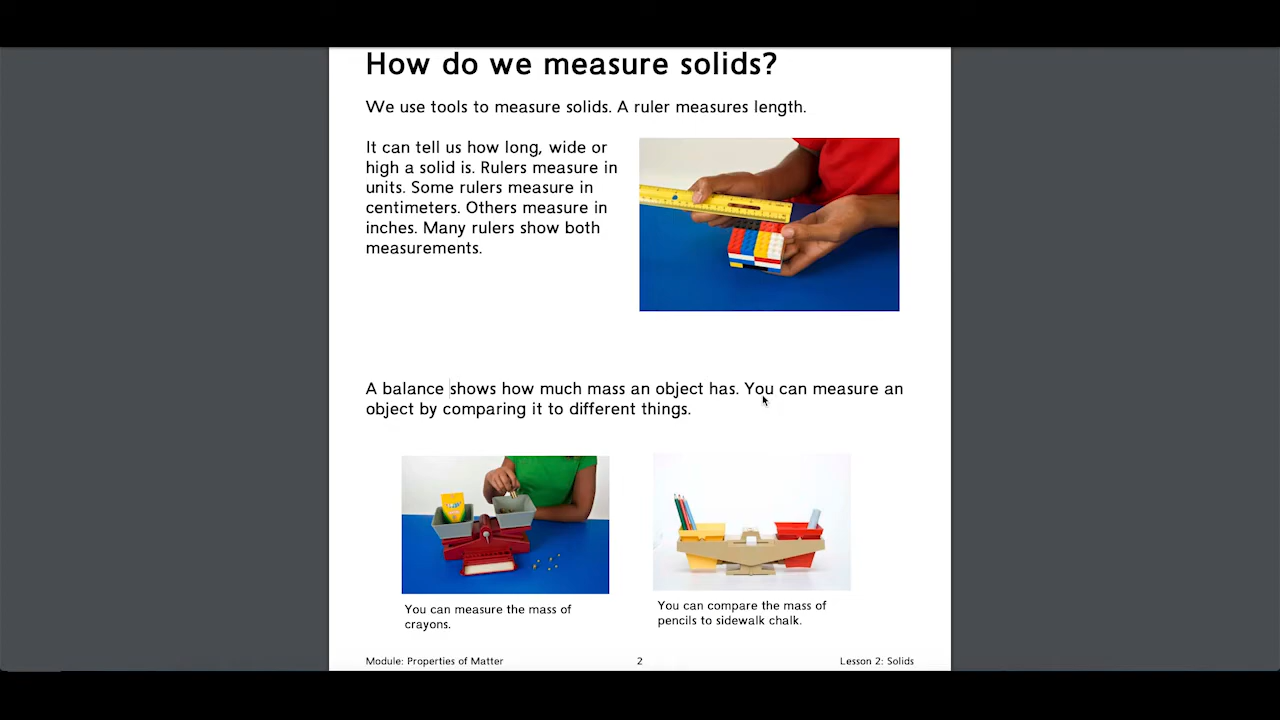 How do we measure solids?
We use tools to measure solids. A ruler measures length.
It can tell us how long, wide or
high a solid is. Rulers measure in
units. Some rulers measure in
centimeters. Others measure in
inches. Many rulers show both
measurements.
A balance shows how much mass an object has. You can measure an
object by comparing it to different things.
You can measure the mass of
crayons.
You can compare the mass of
pencils to sidewalk chalk.
Module: Properties of Matter
2
Lesson 2: Solids